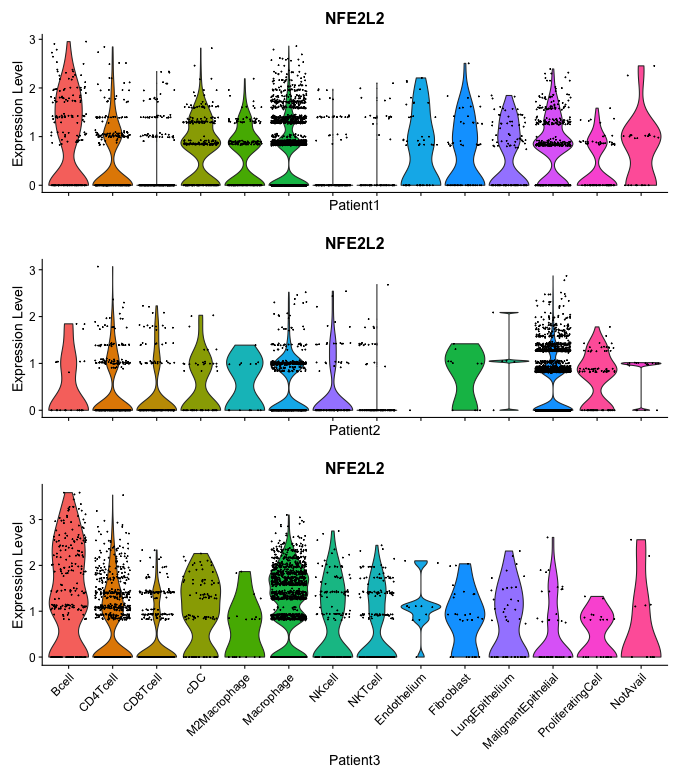 NFE2L2
Expression Level
3
2
1
0
Patient1
NFE2L2
Expression Level
3
2
1
0
Patient2
NFE2L2
Expression Level
3
2
1
0
Bcell
CD4Tcell
CD8Tcell
cDC
M2Macrophage
Macrophage
NKcell
NKTcell
Endothelium
Fibroblast
LungEpithelium
MalignantEpithelial
ProliferatingCell
NotAvail
Patient3